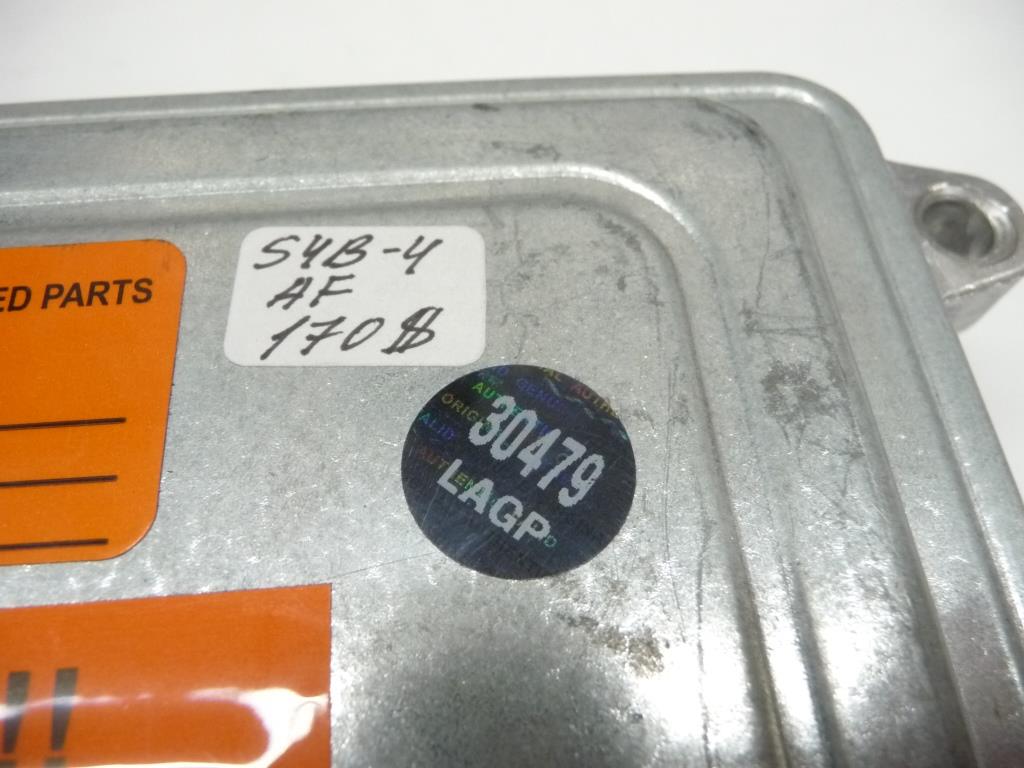 ED PARTS
S4B-4
AF
170$
30479
LAGP
!!